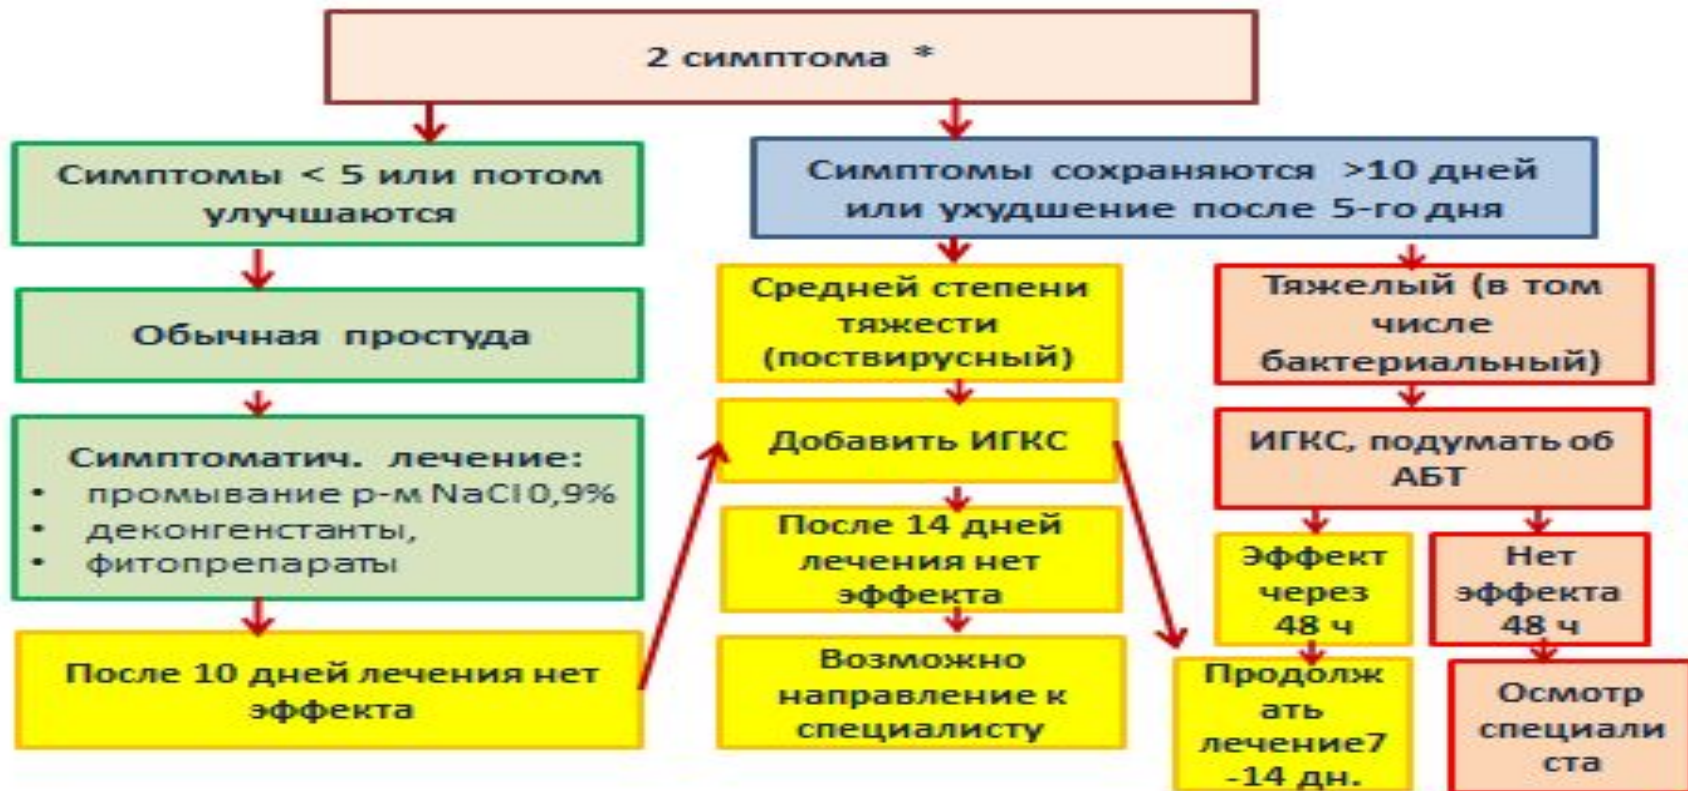 2 симптома *
Симптомы < 5 или потом
улучшаются
Обычная простуда
Симптоматич. лечение:
• промывание р-м NaCl 0,9%
• деконгенстанты,
• фитопрепараты
После 10 дней лечения нет
эффекта
Симптомы сохраняются >10 дней
или ухудшение после 5-го дня
Средней степени
тяжести
(поствирусный)
Добавить ИГКС
После 14 дней
лечения нет
эффекта
Возможно
направление к
специалисту
Тяжелый (в том
числе
бактериальный)
ИГКС, подумать об
АБТ
Эффект
через
48 ч
Продолж
ать
лечение7
-14 дн.
Нет
эффекта
48 ч
Осмотр
специали
ста